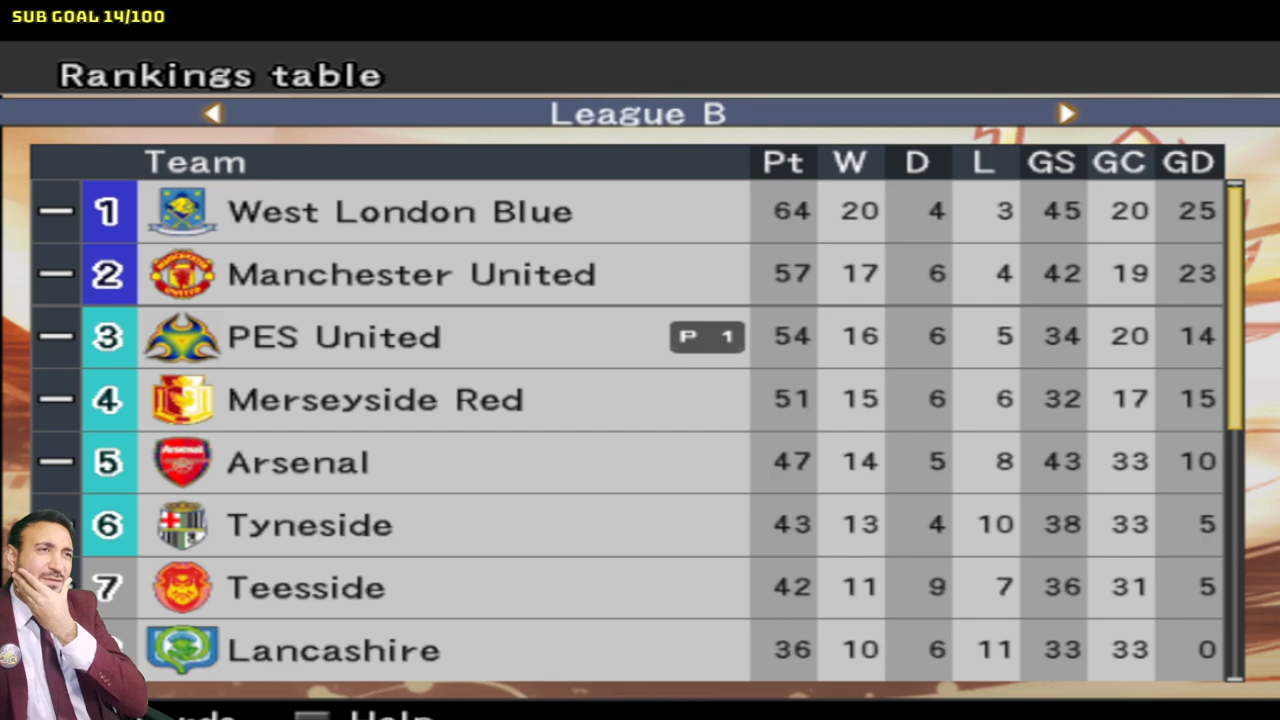 SUB GOAL 14/100
Rankings table
League B
Team Pt W D L GS GC GD
1 West London Blue 64 20 4 3 45 20 25
2 Manchester United 57 17 6 4 42 19 23
3 PES United P 1 54 16 6 5 34 20 14
4 Merseyside Red 51 15 6 6 32 17 15
5 Arsenal 47 14 5 8 43 33 10
6 Tyneside 43 13 4 10 38 33 5
7 Teesside 42 11 9 7 36 31 5
Lancashire 36 10 6 11 33 33 0
Help